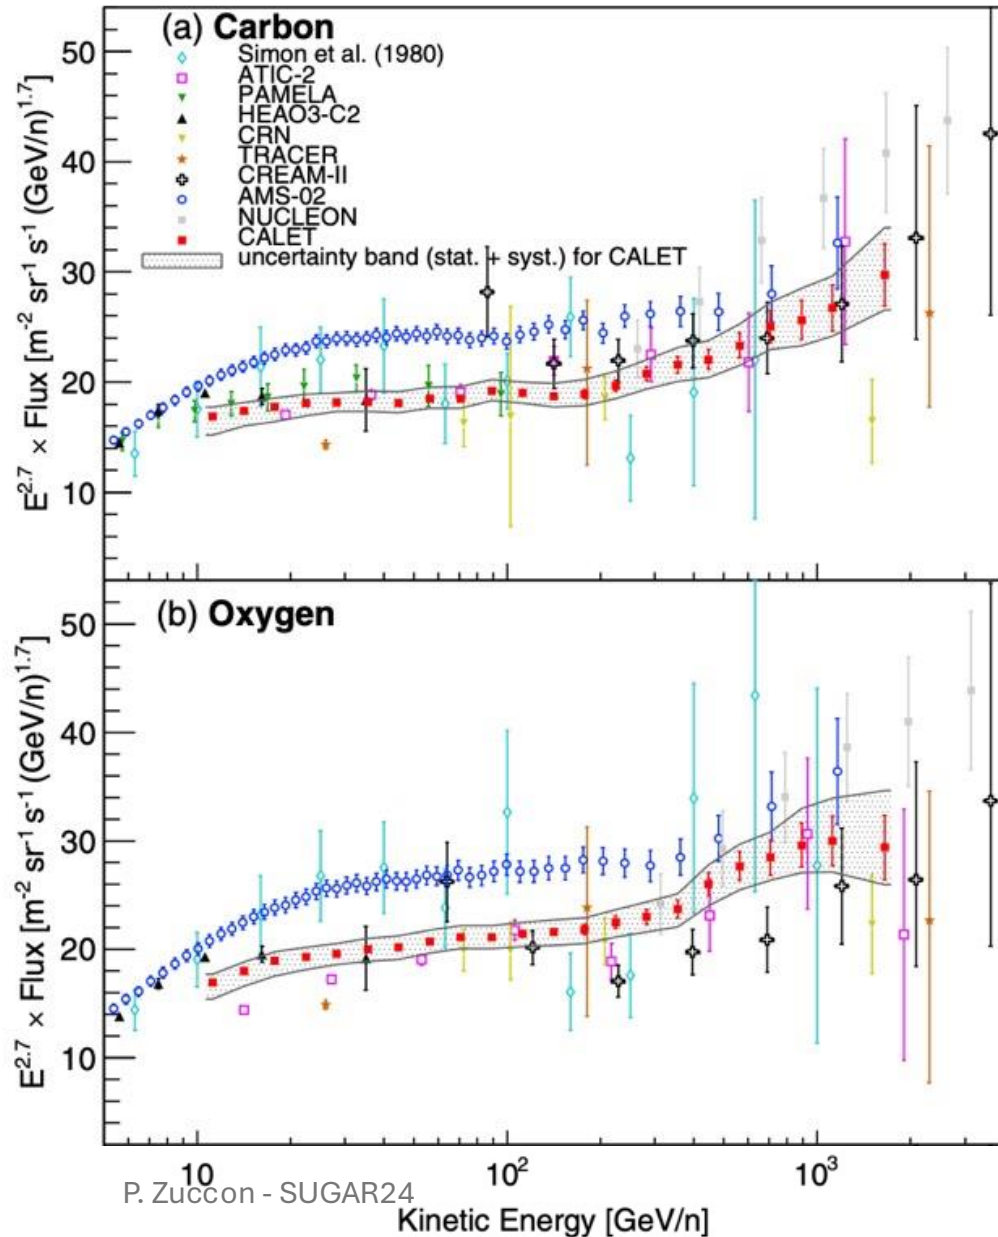 (a) Carbon
Simon et al. (1980)
ATIC-2
PAMELA
HEAO3-C2
CRN
TRACER
CREAM-II
AMS-02
NUCLEON
CALET
uncertainty band (stat. + syst.) for CALET
E^2.7 × Flux [m^-2 sr^-1 s^-1 (GeV/n)^1.7]
50
40
30
20
10
(b) Oxygen
E^2.7 × Flux [m^-2 sr^-1 s^-1 (GeV/n)^1.7]
50
40
30
20
10
10
10^2
10^3
P. Zuccon - SUGAR24
Kinetic Energy [GeV/n]